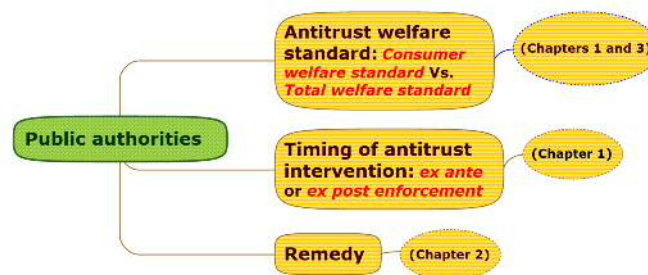 Public authorities
Antitrust welfare
standard: Consumer
welfare standard Vs.
Total welfare standard
(Chapters 1 and 3)
Timing of antitrust
intervention: ex ante
or ex post enforcement
(Chapter 1)
Remedy
(Chapter 2)